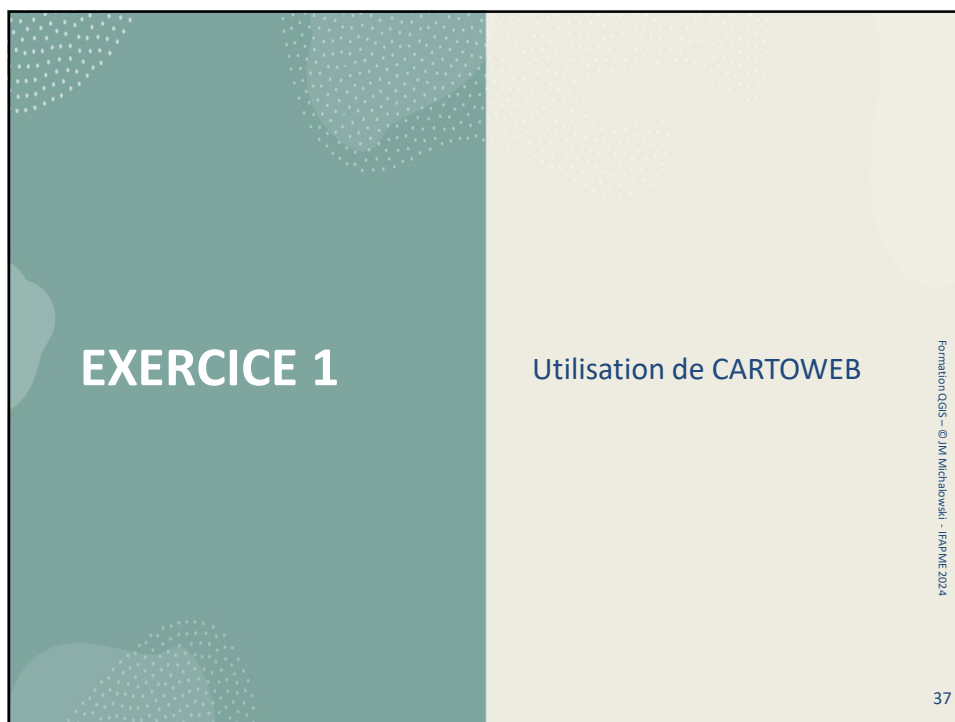 EXERCICE 1
Utilisation de CARTOWEB
Formation QGIS – © JM Michalowski - IFAPME 2024
37